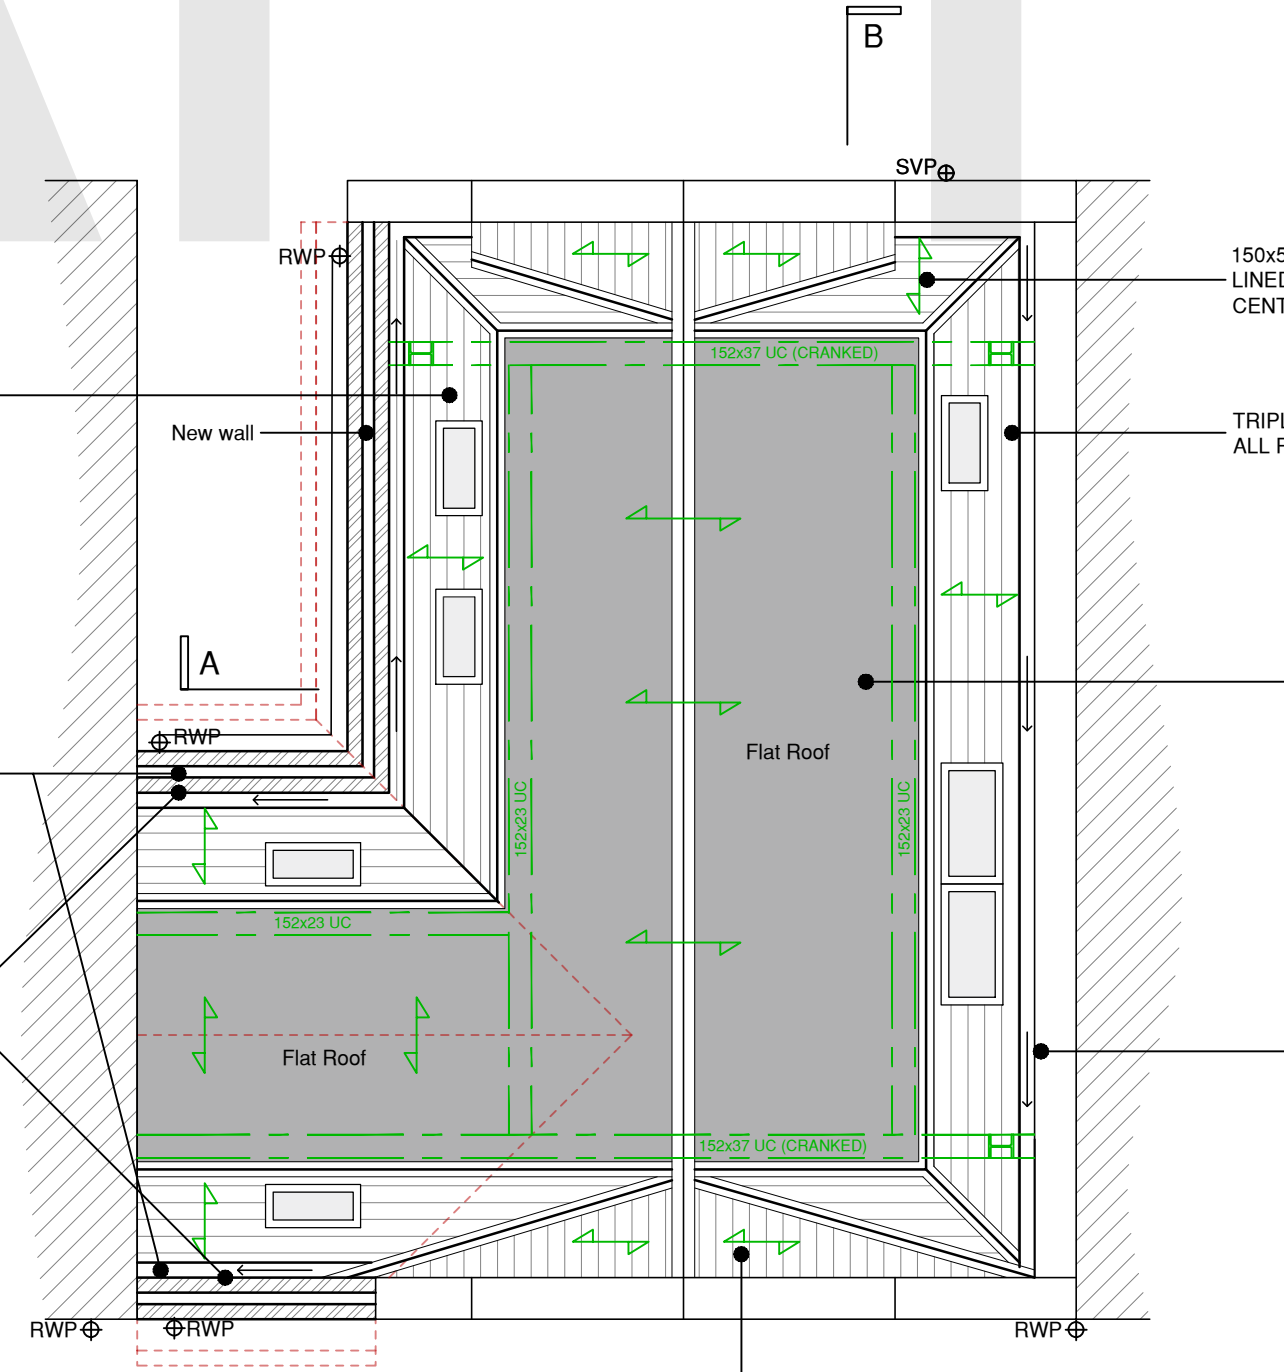 B
SVP
RWP
150x5
LINED
CENT
152x37 UC (CRANKED)
New wall
TRIPL
ALL F
A
RWP
Flat Roof
152x23 UC
152x23 UC
152x23 UC
Flat Roof
152x37 UC (CRANKED)
RWP
RWP
RWP